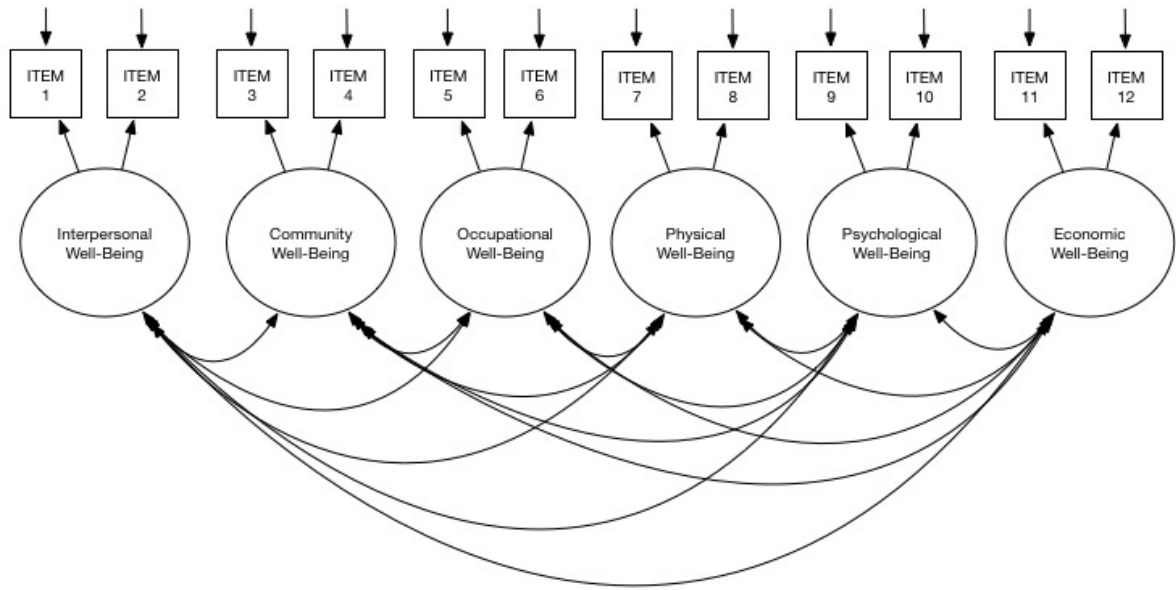 ITEM
1
ITEM
2
ITEM
3
ITEM
4
ITEM
5
ITEM
6
ITEM
7
ITEM
8
ITEM
9
ITEM
10
ITEM
11
ITEM
12
Interpersonal
Well-Being
Community
Well-Being
Occupational
Well-Being
Physical
Well-Being
Psychological
Well-Being
Economic
Well-Being